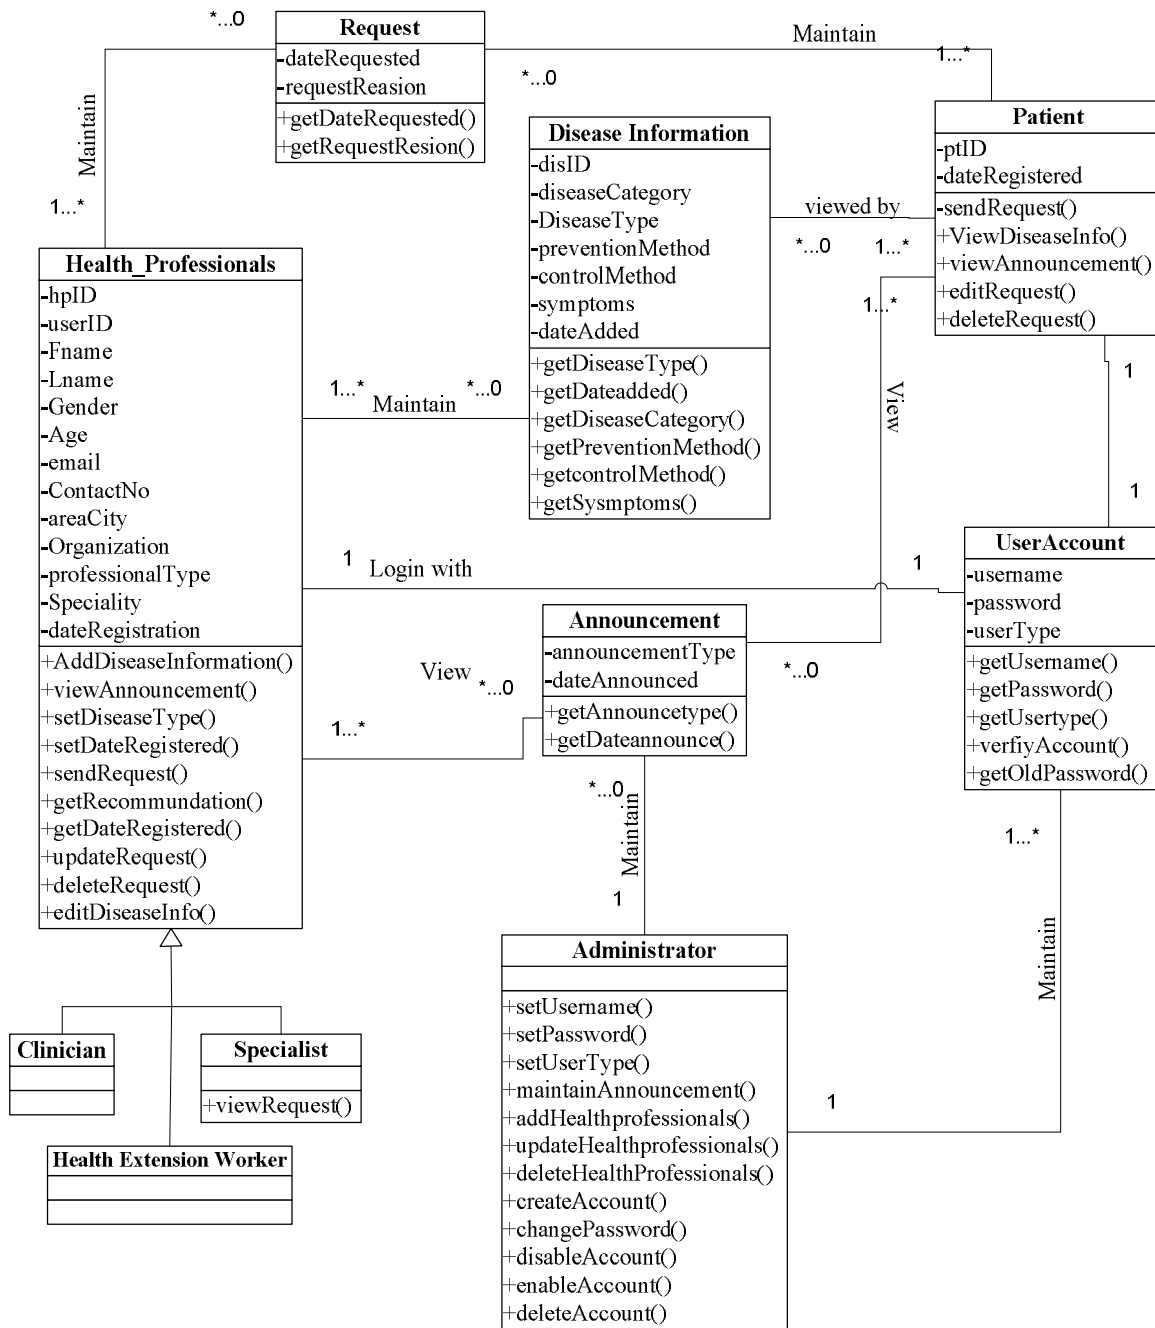 *...0
Request
-dateRequested
-requestReasion
+getDateRequested()
+getRequestResion()
Maintain
1...*
*...0
Maintain
1...*
Disease Information
-disID
-diseaseCategory
-DiseaseType
-preventionMethod
-controlMethod
-symptoms
-dateAdded
+getDiseaseType()
+getDateadded()
+getDiseaseCategory()
+getPreventionMethod()
+getcontrolMethod()
+getSysmptoms()
Patient
-ptID
-dateRegistered
-sendRequest()
+ViewDiseaseInfo()
+viewAnnouncement()
+editRequest()
+deleteRequest()
viewed by
*...0
1...*
1...*
View
1
1
Health_Professionals
-hpID
-userID
-Fname
-Lname
-Gender
-Age
-email
-ContactNo
-areaCity
-Organization
-professionalType
-Speciality
-dateRegistration
+AddDiseaseInformation()
+viewAnnouncement()
+setDiseaseType()
+setDateRegistered()
+sendRequest()
+getRecommundation()
+getDateRegistered()
+updateRequest()
+deleteRequest()
+editDiseaseInfo()
1...*
Maintain
*...0
1
Login with
1
UserAccount
-username
-password
-userType
+getUsername()
+getPassword()
+getUsertype()
+verfiyAccount()
+getOldPassword()
Announcement
-announcementType
-dateAnnounced
+getAnnouncetype()
+getDateannounce()
View
*...0
1...*
*...0
*...0
Maintain
1
1...*
Maintain
1
Administrator
+setUsername()
+setPassword()
+setUserType()
+maintainAnnouncement()
+addHealthprofessionals()
+updateHealthprofessionals()
+deleteHealthProfessionals()
+createAccount()
+changePassword()
+disableAccount()
+enableAccount()
+deleteAccount()
Clinician
Specialist
+viewRequest()
Health Extension Worker